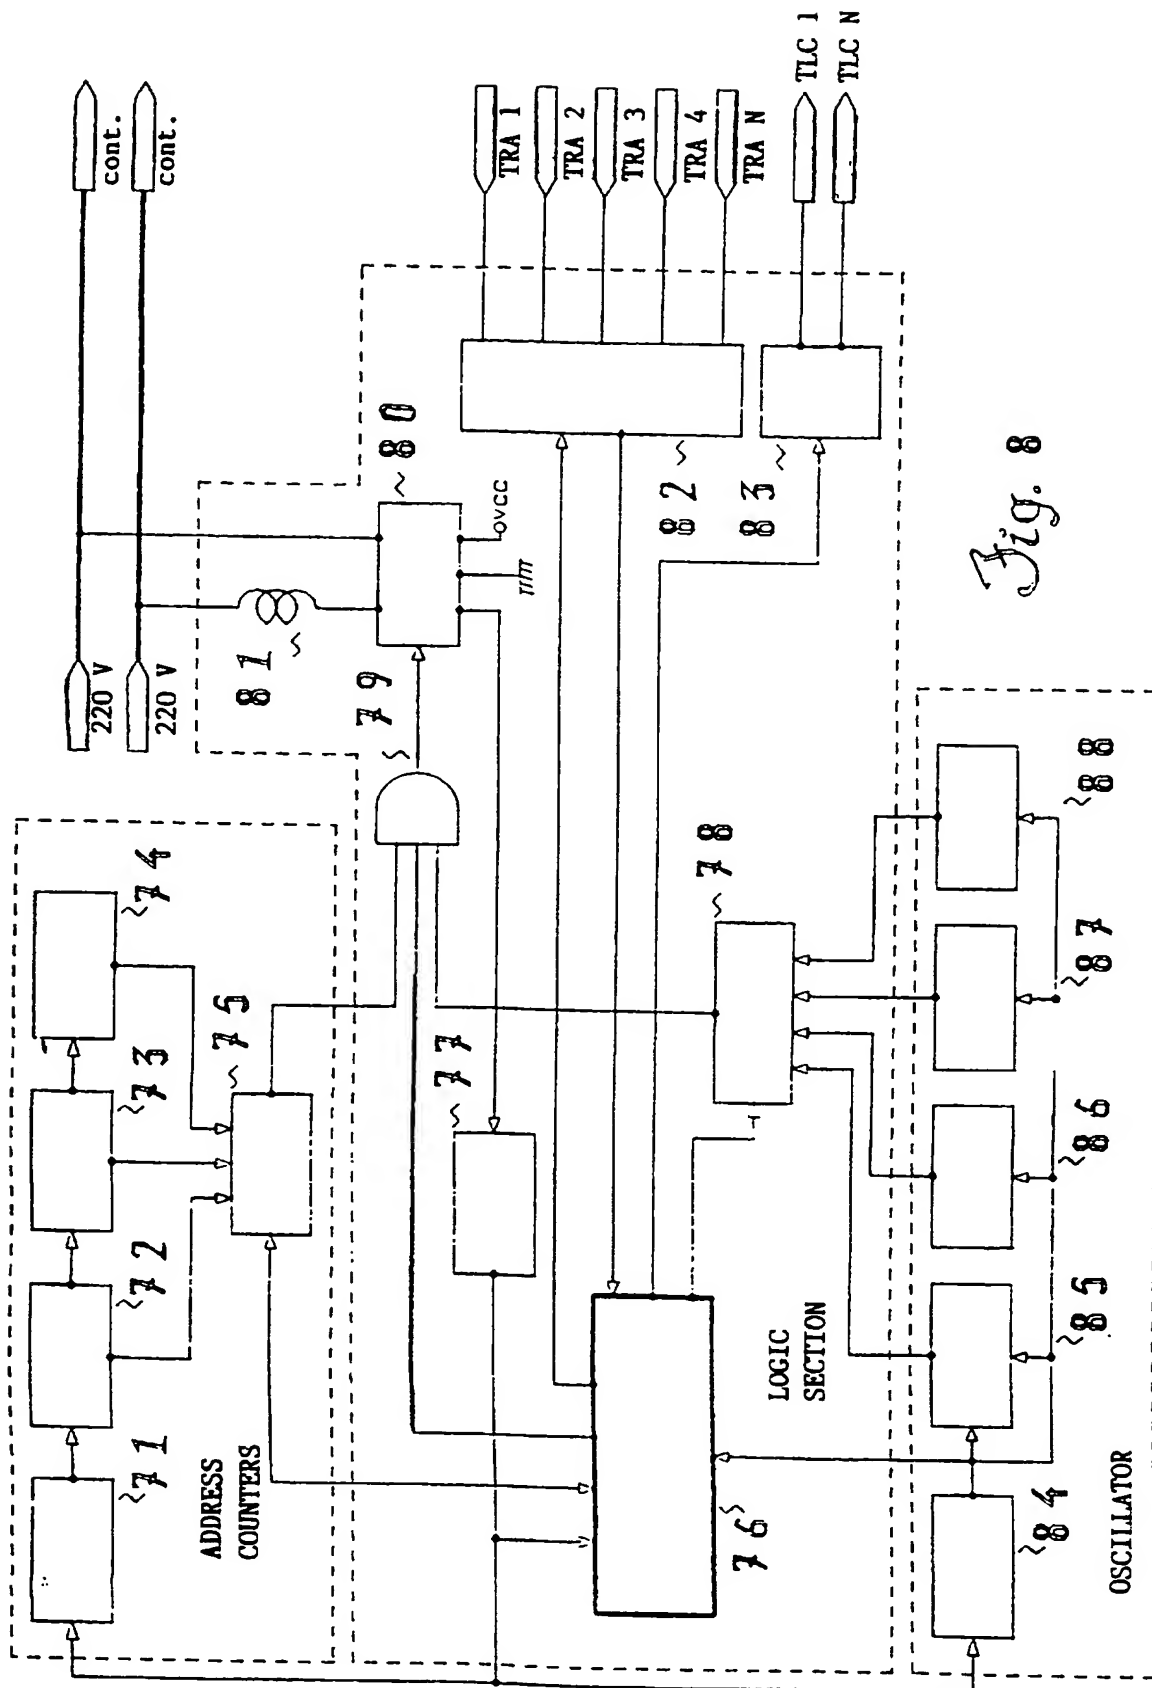 220 V
220 V
cont.
cont.
74
73
72
71
75
ADDRESS
COUNTERS
79
81
80
OVCC
77
TRA 1
TRA 2
TRA 3
TRA 4
TRA N
82
83
TLC 1
TLC N
78
76
LOGIC
SECTION
84
85
86
87
88
OSCILLATOR
Fig. 8